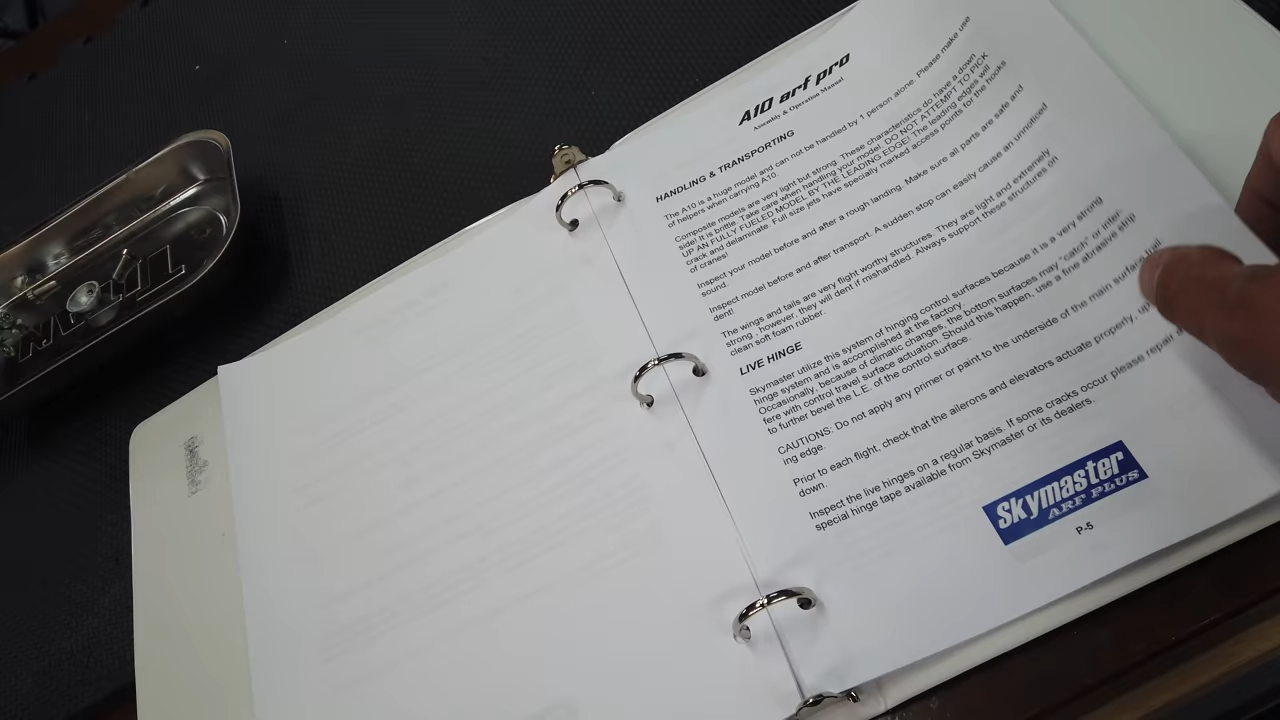 A10 arf pro
Assembly & Operation Manual
HANDLING & TRANSPORTING
The A10 is a huge model and can not be handled by 1 person alone. Please make use
of helpers when carrying A10.
Composite models are very light but strong. These characteristics do have a down
side! It is brittle. Take care when handling your model. DO NOT ATTEMPT TO PICK
UP AN FULLY FUELED MODEL BY THE LEADING EDGE! The leading edges will
crack and delaminate. Full size jets have specially marked access points for the hooks
of cranes!
Inspect your model before and after a rough landing. Make sure all parts are safe and
sound.
Inspect model before and after transport. A sudden stop can easily cause an unnoticed
dent!
The wings and tails are very flight worthy structures. They are light and extremely
strong , however, they will dent if mishandled. Always support these structures on
clean soft foam rubber.
LIVE HINGE
Skymaster utilize this system of hinging control surfaces because it is a very strong
hinge system and is accomplished at the factory.
Occasionally, because of climatic changes, the bottom surfaces may "catch" or inter-
fere with control travel surface actuation. Should this happen, use a fine abrasive strip
to further bevel the L.E. of the control surface.
CAUTIONS: Do not apply any primer or paint to the underside of the main surface trail-
ing edge.
Prior to each flight, check that the ailerons and elevators actuate properly, up
down.
Inspect the live hinges on a regular basis. If some cracks occur please repair
special hinge tape available from Skymaster or its dealers.
Skymaster
ARF PLUS
P-5